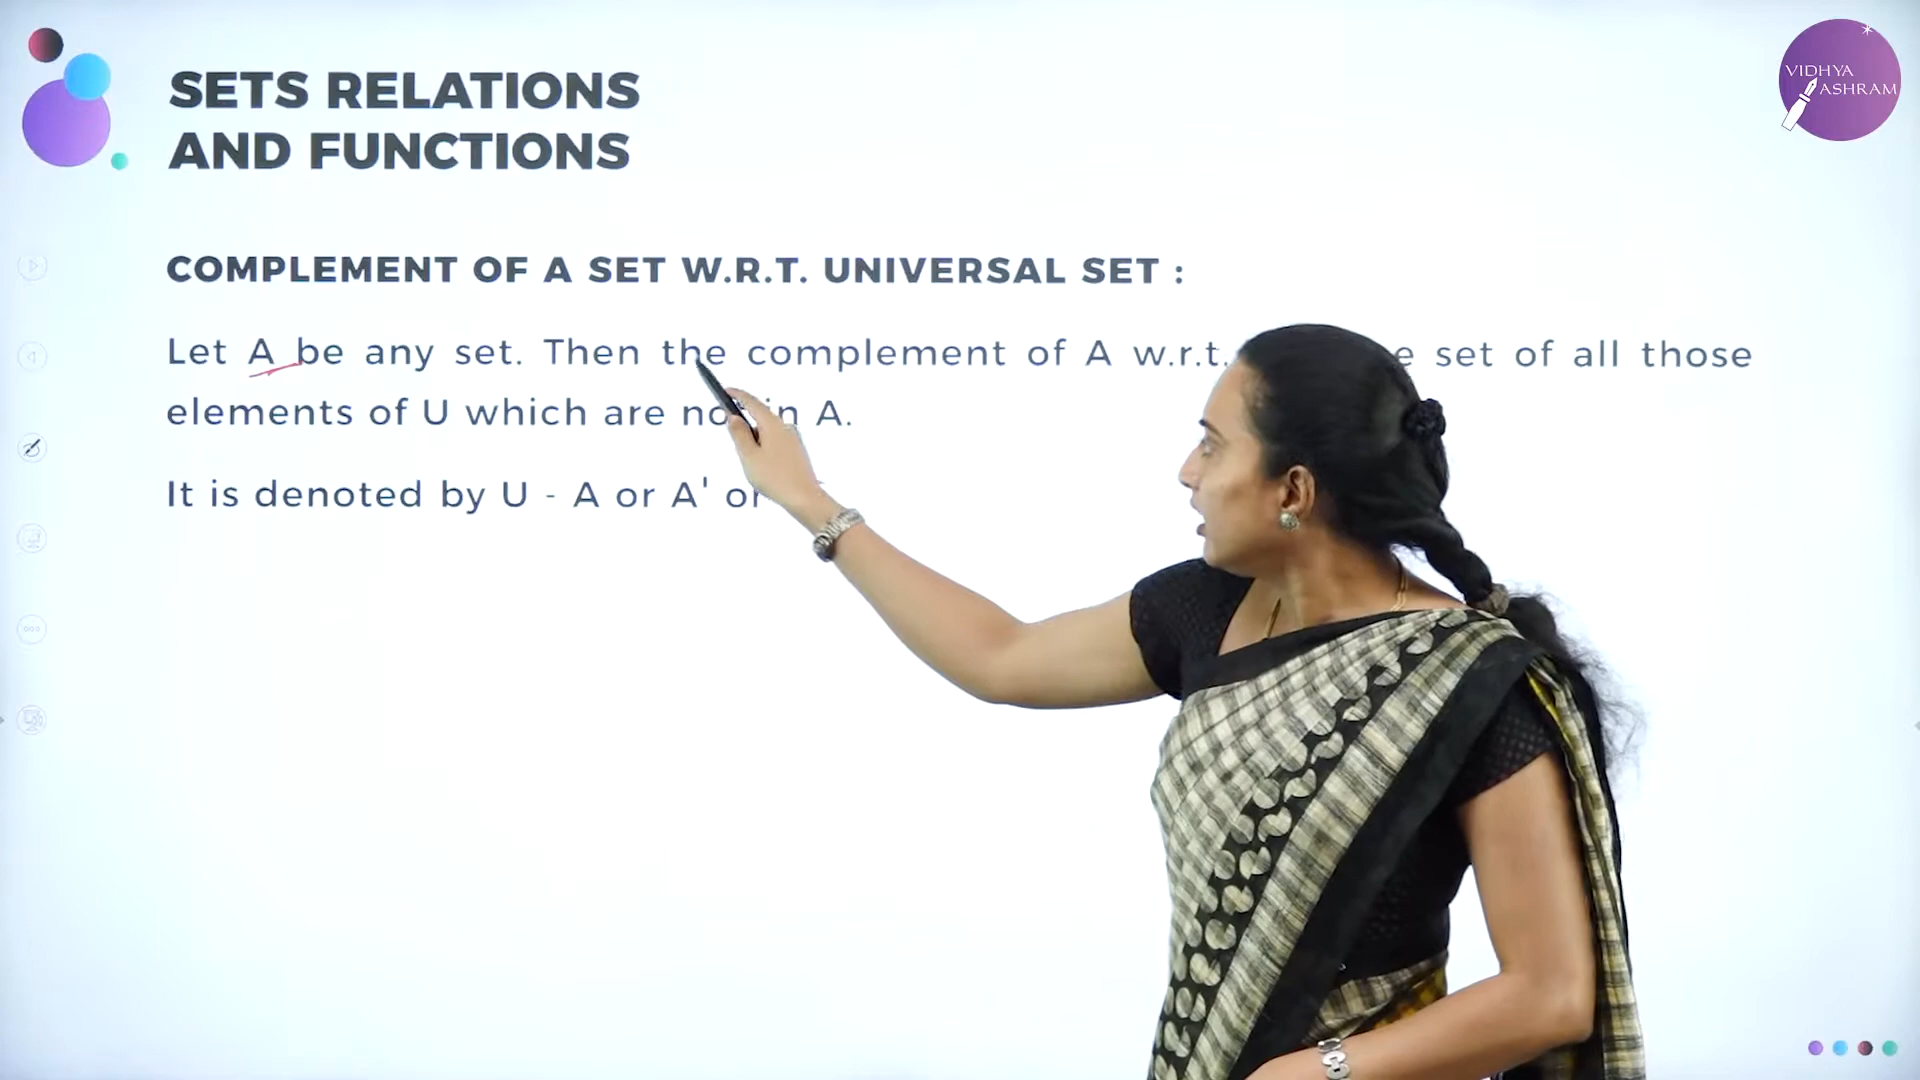 SETS RELATIONS
AND FUNCTIONS
VIDHYA
ASHRAM
COMPLEMENT OF A SET W.R.T. UNIVERSAL SET :
Let A be any set. Then the complement of A w.r.t. set of all those
elements of U which are in A.
It is denoted by U - A or A' or